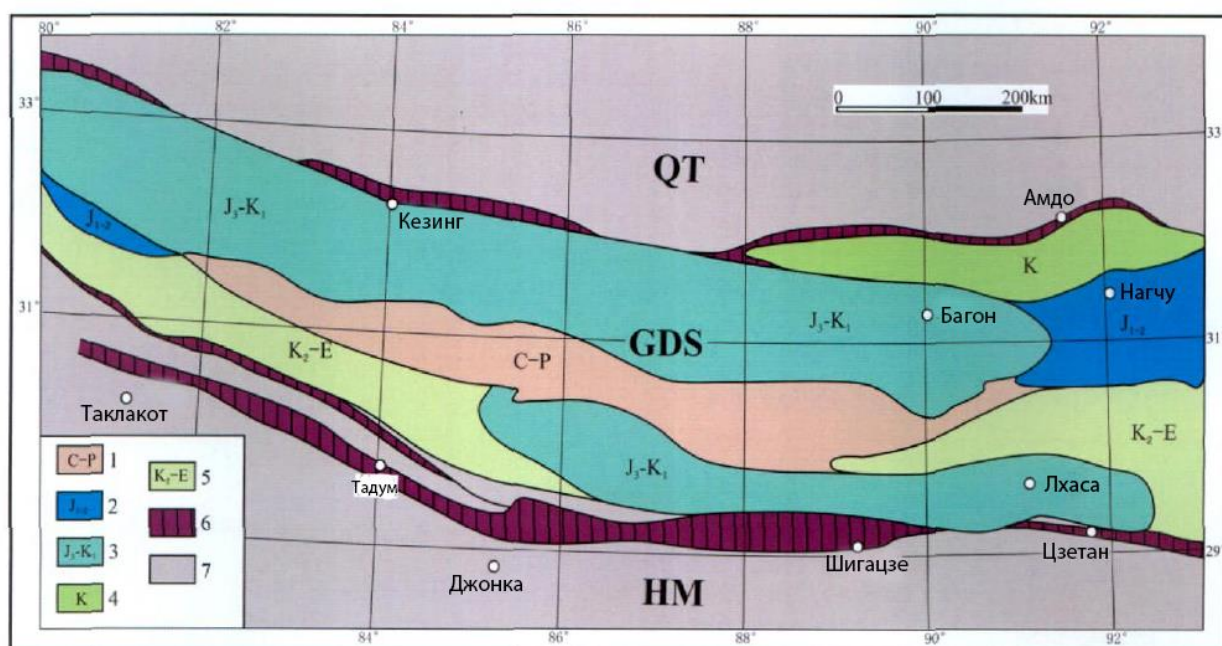 80° 82° 84° 86° 88° 90° 92°
0 100 200km
33° 33°
QT
Амдо
J₃-K₁
Кезинг
J₁₋₂
K
Нагчу
31° J₃-K₁ Багон 31°
J₁₋₂
K₂-E GDS
C-P
Таклакот
K₂-E
C-P 1 K₂-E 5
Тадум
J₃-K₁
Лхаса
J₁₋₂ 2 6
J₃-K₁ 3 7
Цзетан 29°
Шигацзе
Джонка
K 4
HM
84° 86° 88° 90° 92°